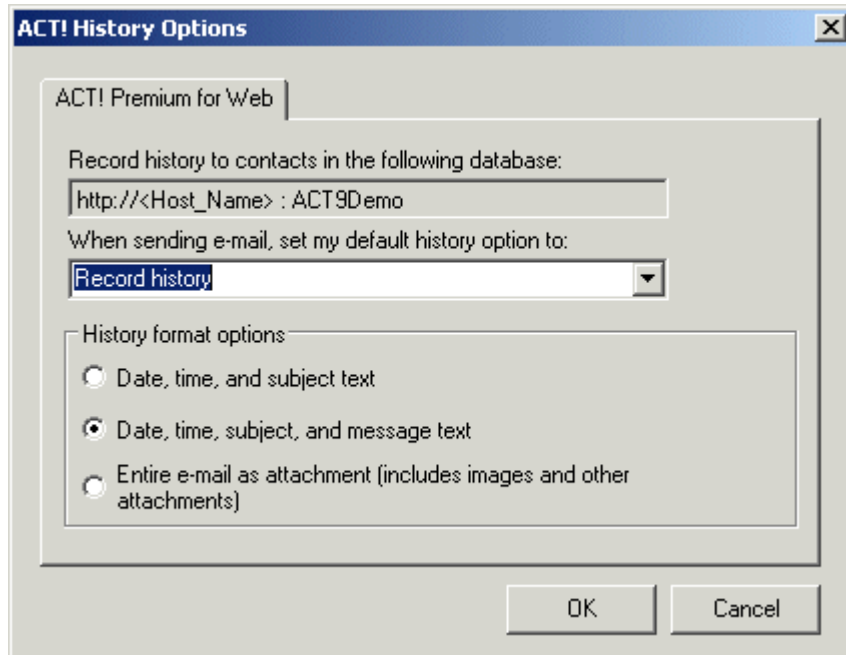 ACT! History Options
ACT! Premium for Web
Record history to contacts in the following database:
http://<Host_Name> : ACT9Demo
When sending e-mail, set my default history option to:
Record history
History format options
Date, time, and subject text
Date, time, subject, and message text
Entire e-mail as attachment (includes images and other
attachments)
OK
Cancel